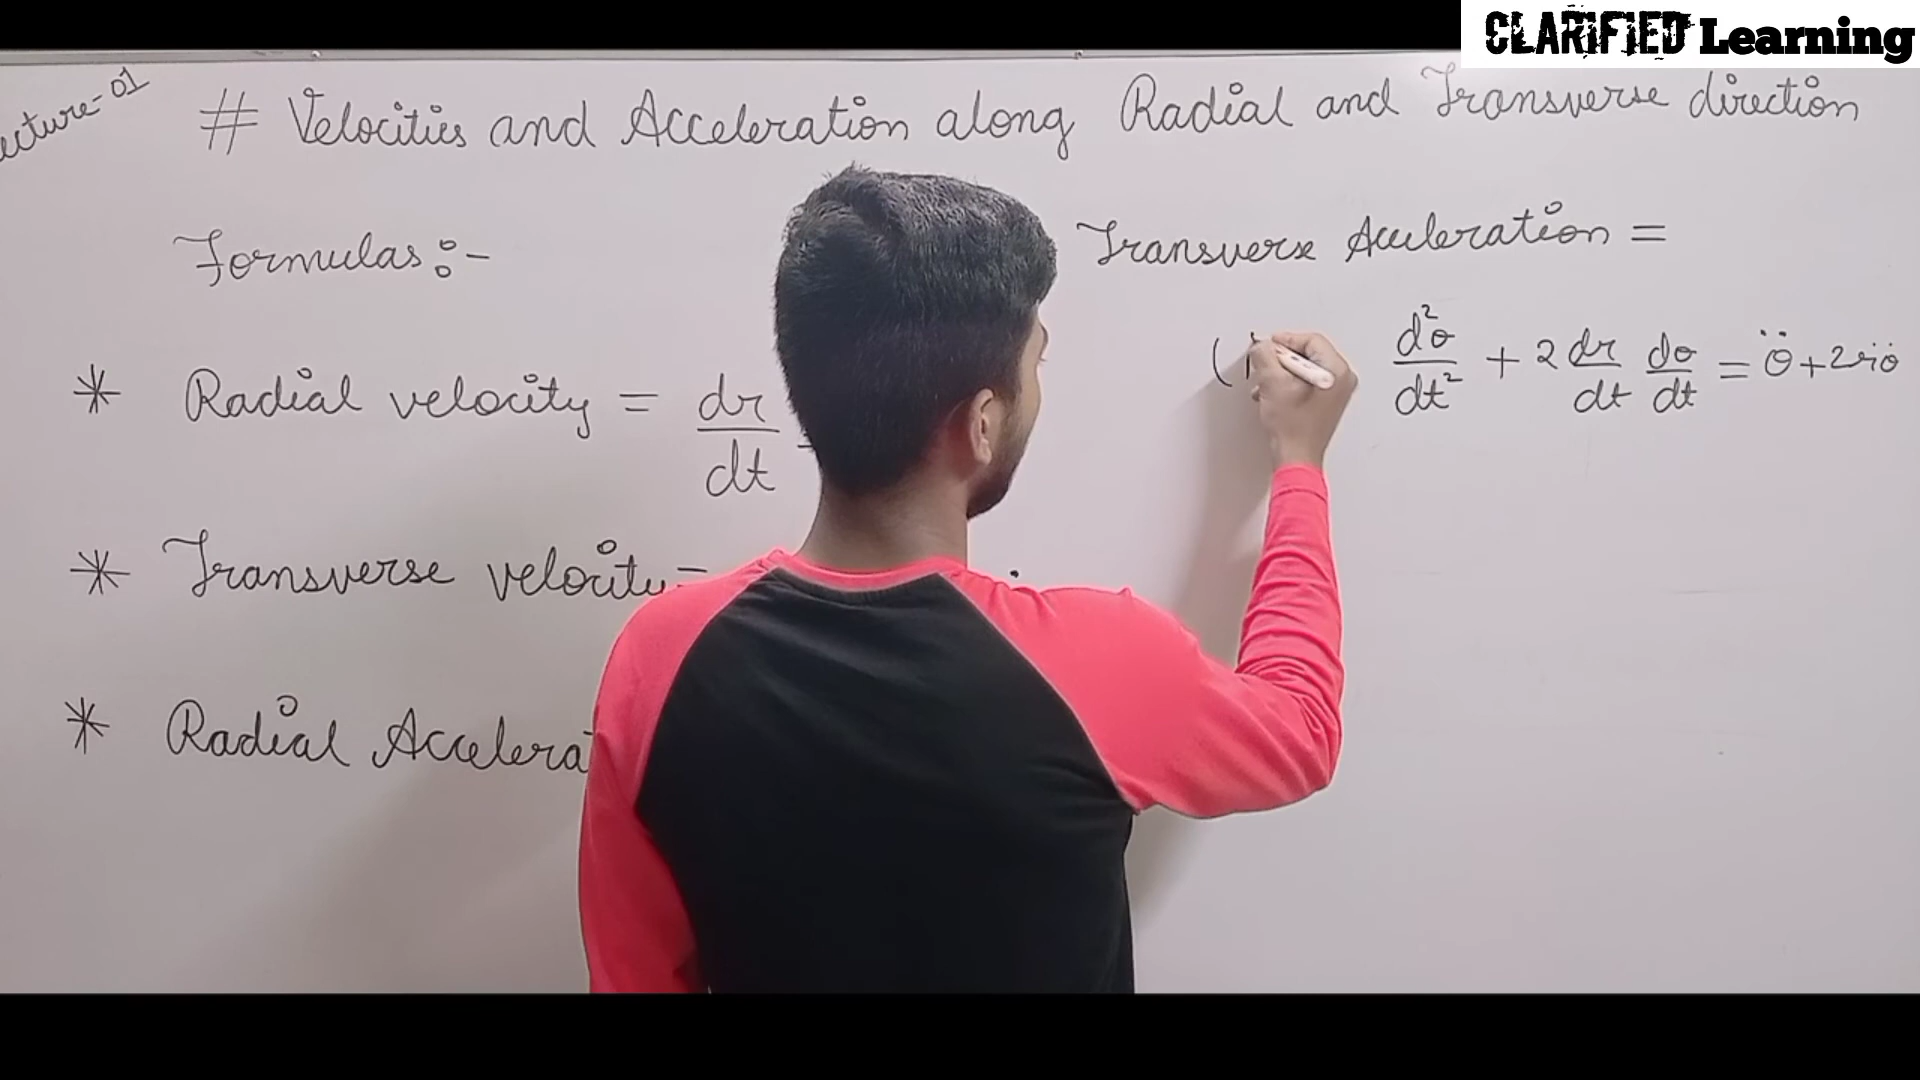 CLARIFIED Learning
ecture-01
# Velocities and Acceleration along Radial and Transverse direction
Formulas:-
* Radial velocity = dr/dt
* Transverse velocity=
* Radial Accelera
Transverse Acceleration =
( d²θ/dt² + 2 dr/dt dθ/dt = θ̈ + 2ṙθ̇